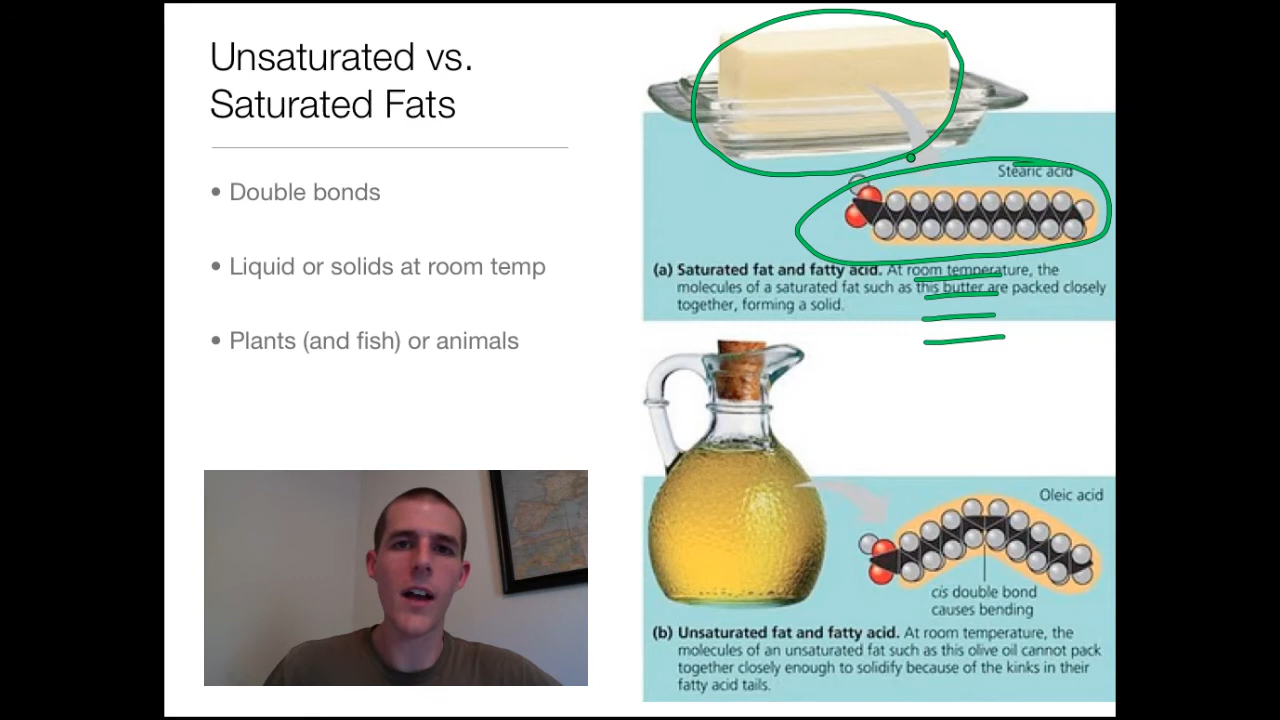 Unsaturated vs.
Saturated Fats
• Double bonds
• Liquid or solids at room temp
• Plants (and fish) or animals
Stearic acid
(a) Saturated fat and fatty acid. At room temperature, the
molecules of a saturated fat such as this butter are packed closely
together, forming a solid.
Oleic acid
cis double bond
causes bending
(b) Unsaturated fat and fatty acid. At room temperature, the
molecules of an unsaturated fat such as this olive oil cannot pack
together closely enough to solidify because of the kinks in their
fatty acid tails.